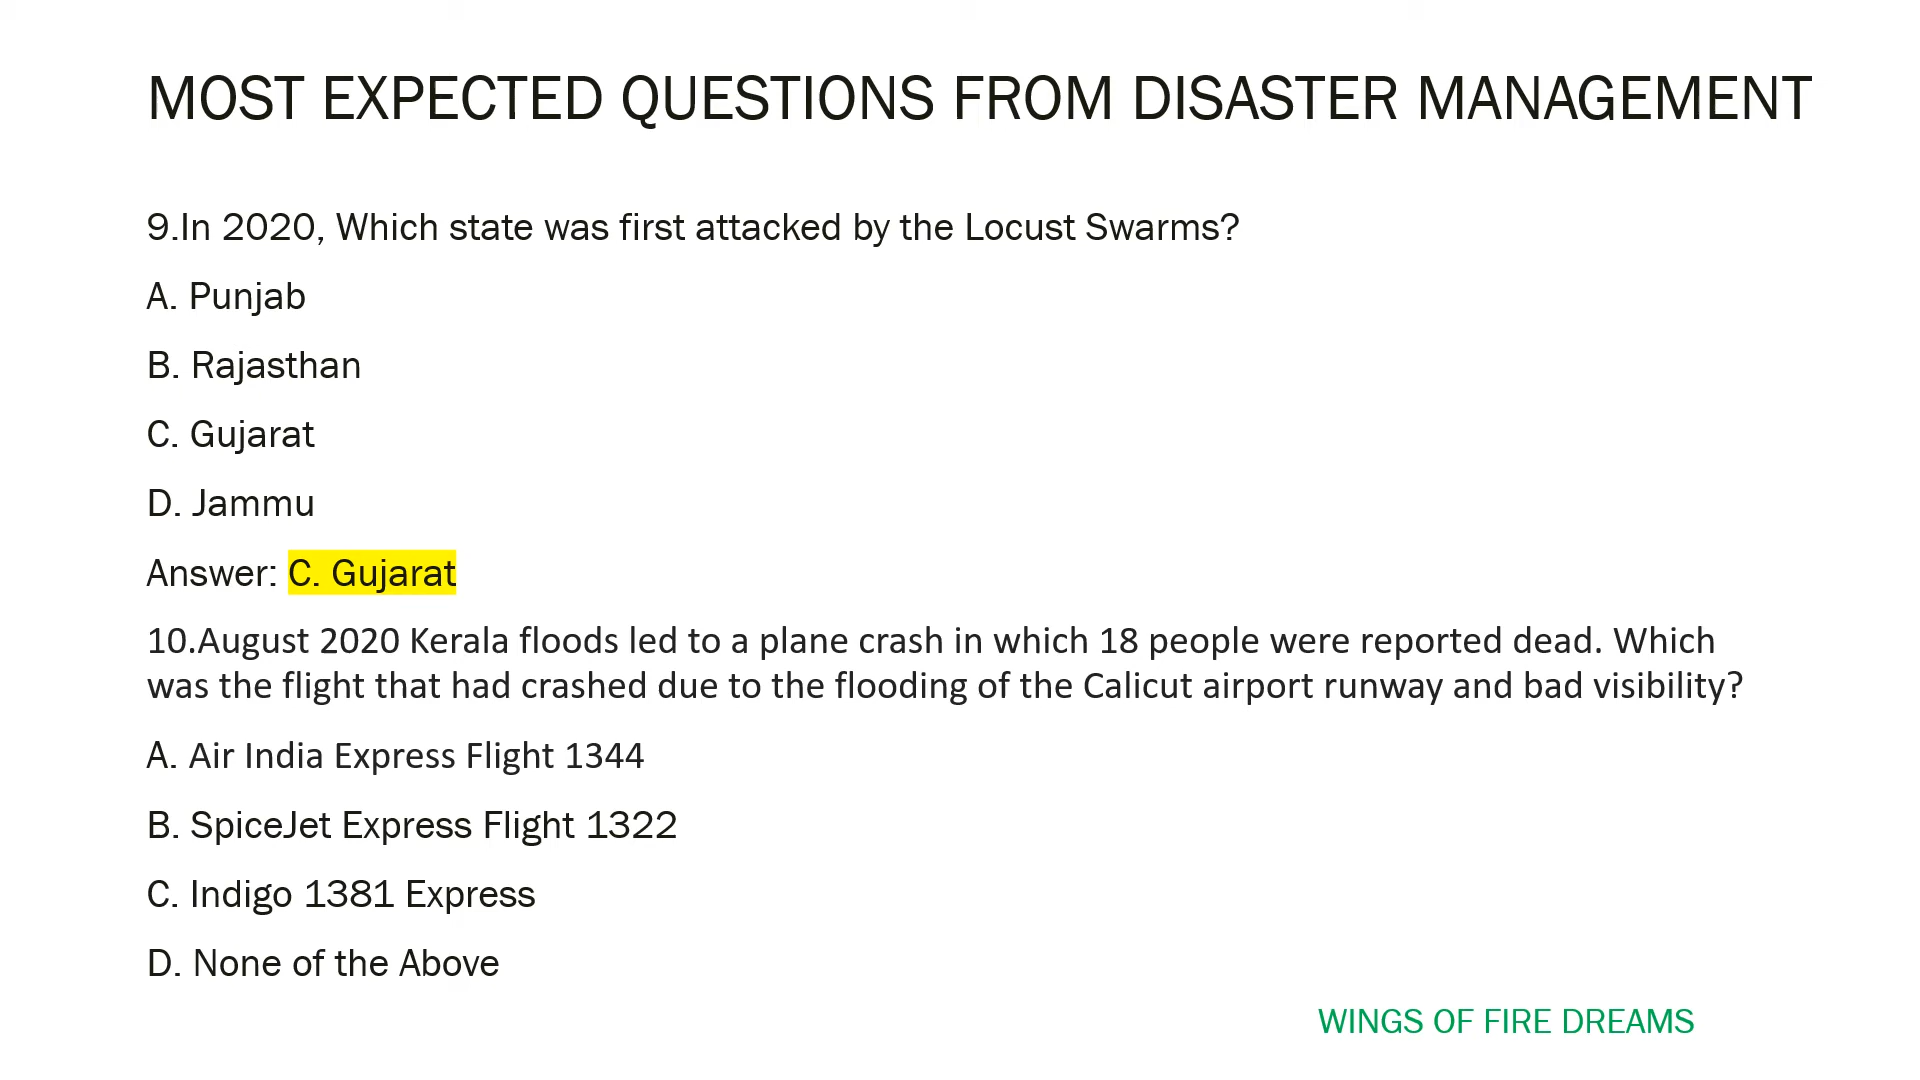 MOST EXPECTED QUESTIONS FROM DISASTER MANAGEMENT
9.In 2020, Which state was first attacked by the Locust Swarms?
A. Punjab
B. Rajasthan
C. Gujarat
D. Jammu
Answer: C. Gujarat
10.August 2020 Kerala floods led to a plane crash in which 18 people were reported dead. Which
was the flight that had crashed due to the flooding of the Calicut airport runway and bad visibility?
A. Air India Express Flight 1344
B. SpiceJet Express Flight 1322
C. Indigo 1381 Express
D. None of the Above
WINGS OF FIRE DREAMS